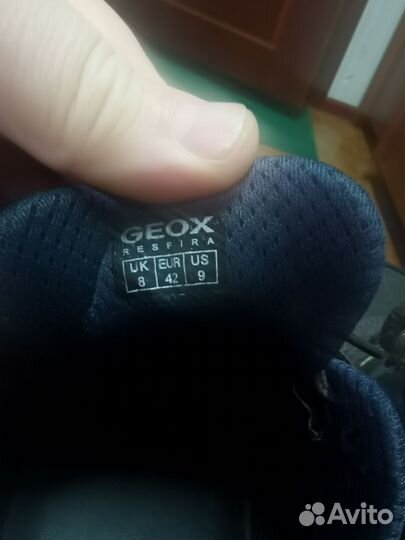 GEOX
RESPIRA
UK EUR US
8 42 9
Avito